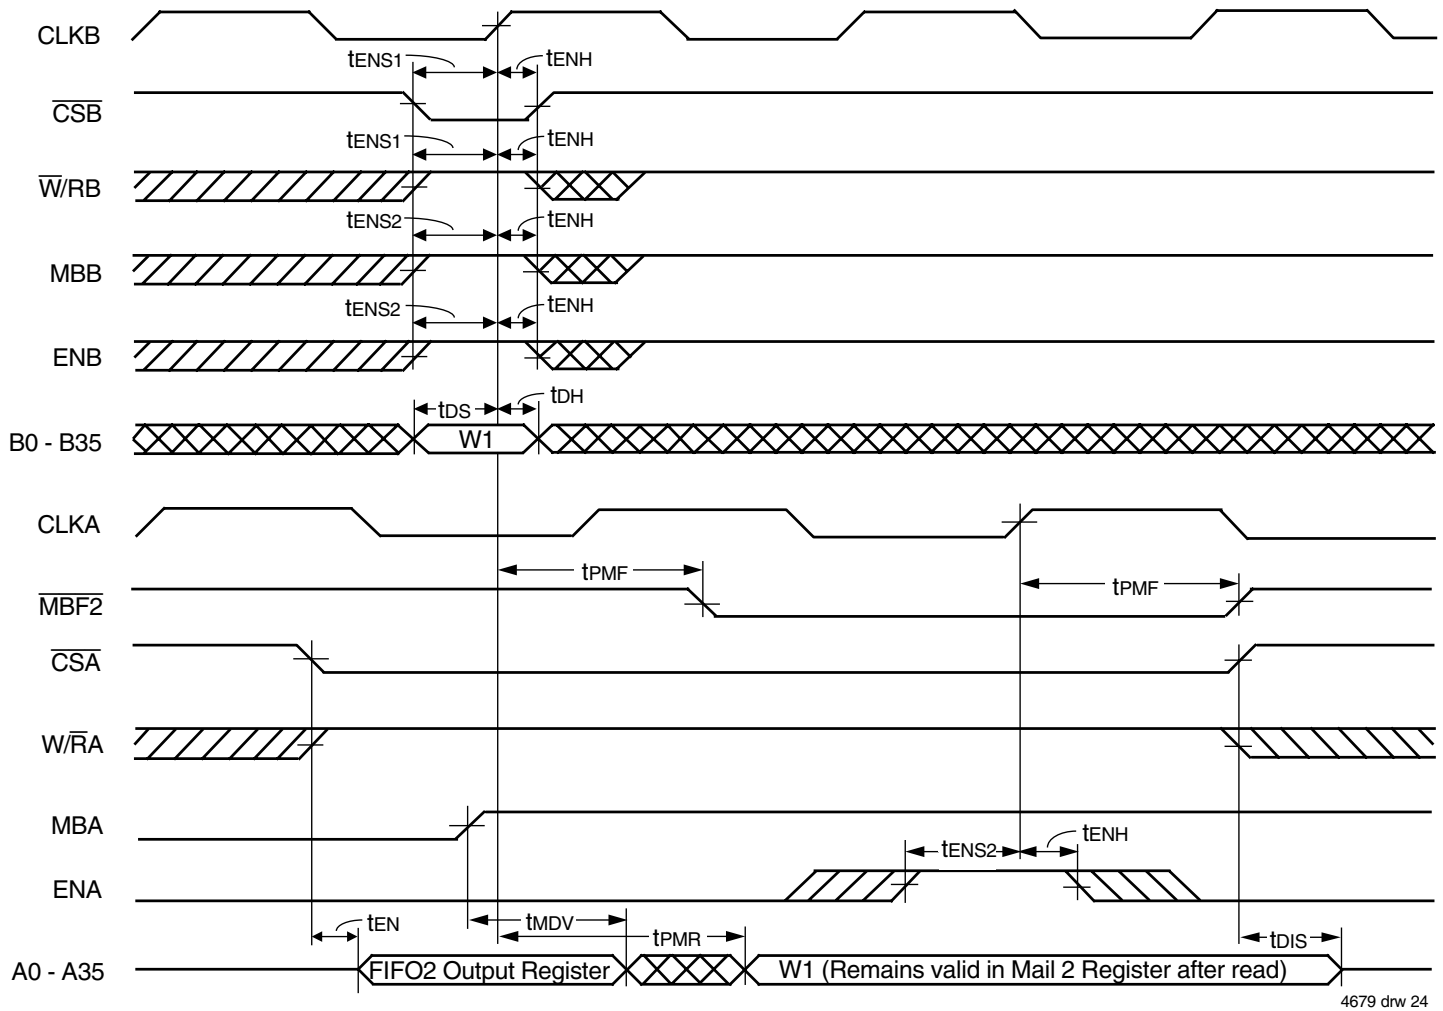 CLKB
tENS1
tENH
CSB
tENS1
tENH
W/RB
tENS2
tENH
MBB
tENS2
tENH
ENB
tDS
tDH
B0 - B35
W1
CLKA
tPMF
tPMF
MBF2
CSA
W/RA
MBA
tENS2
tENH
ENA
tEN
tMDV
tPMR
tDIS
A0 - A35
FIFO2 Output Register
W1 (Remains valid in Mail 2 Register after read)
4679 drw 24